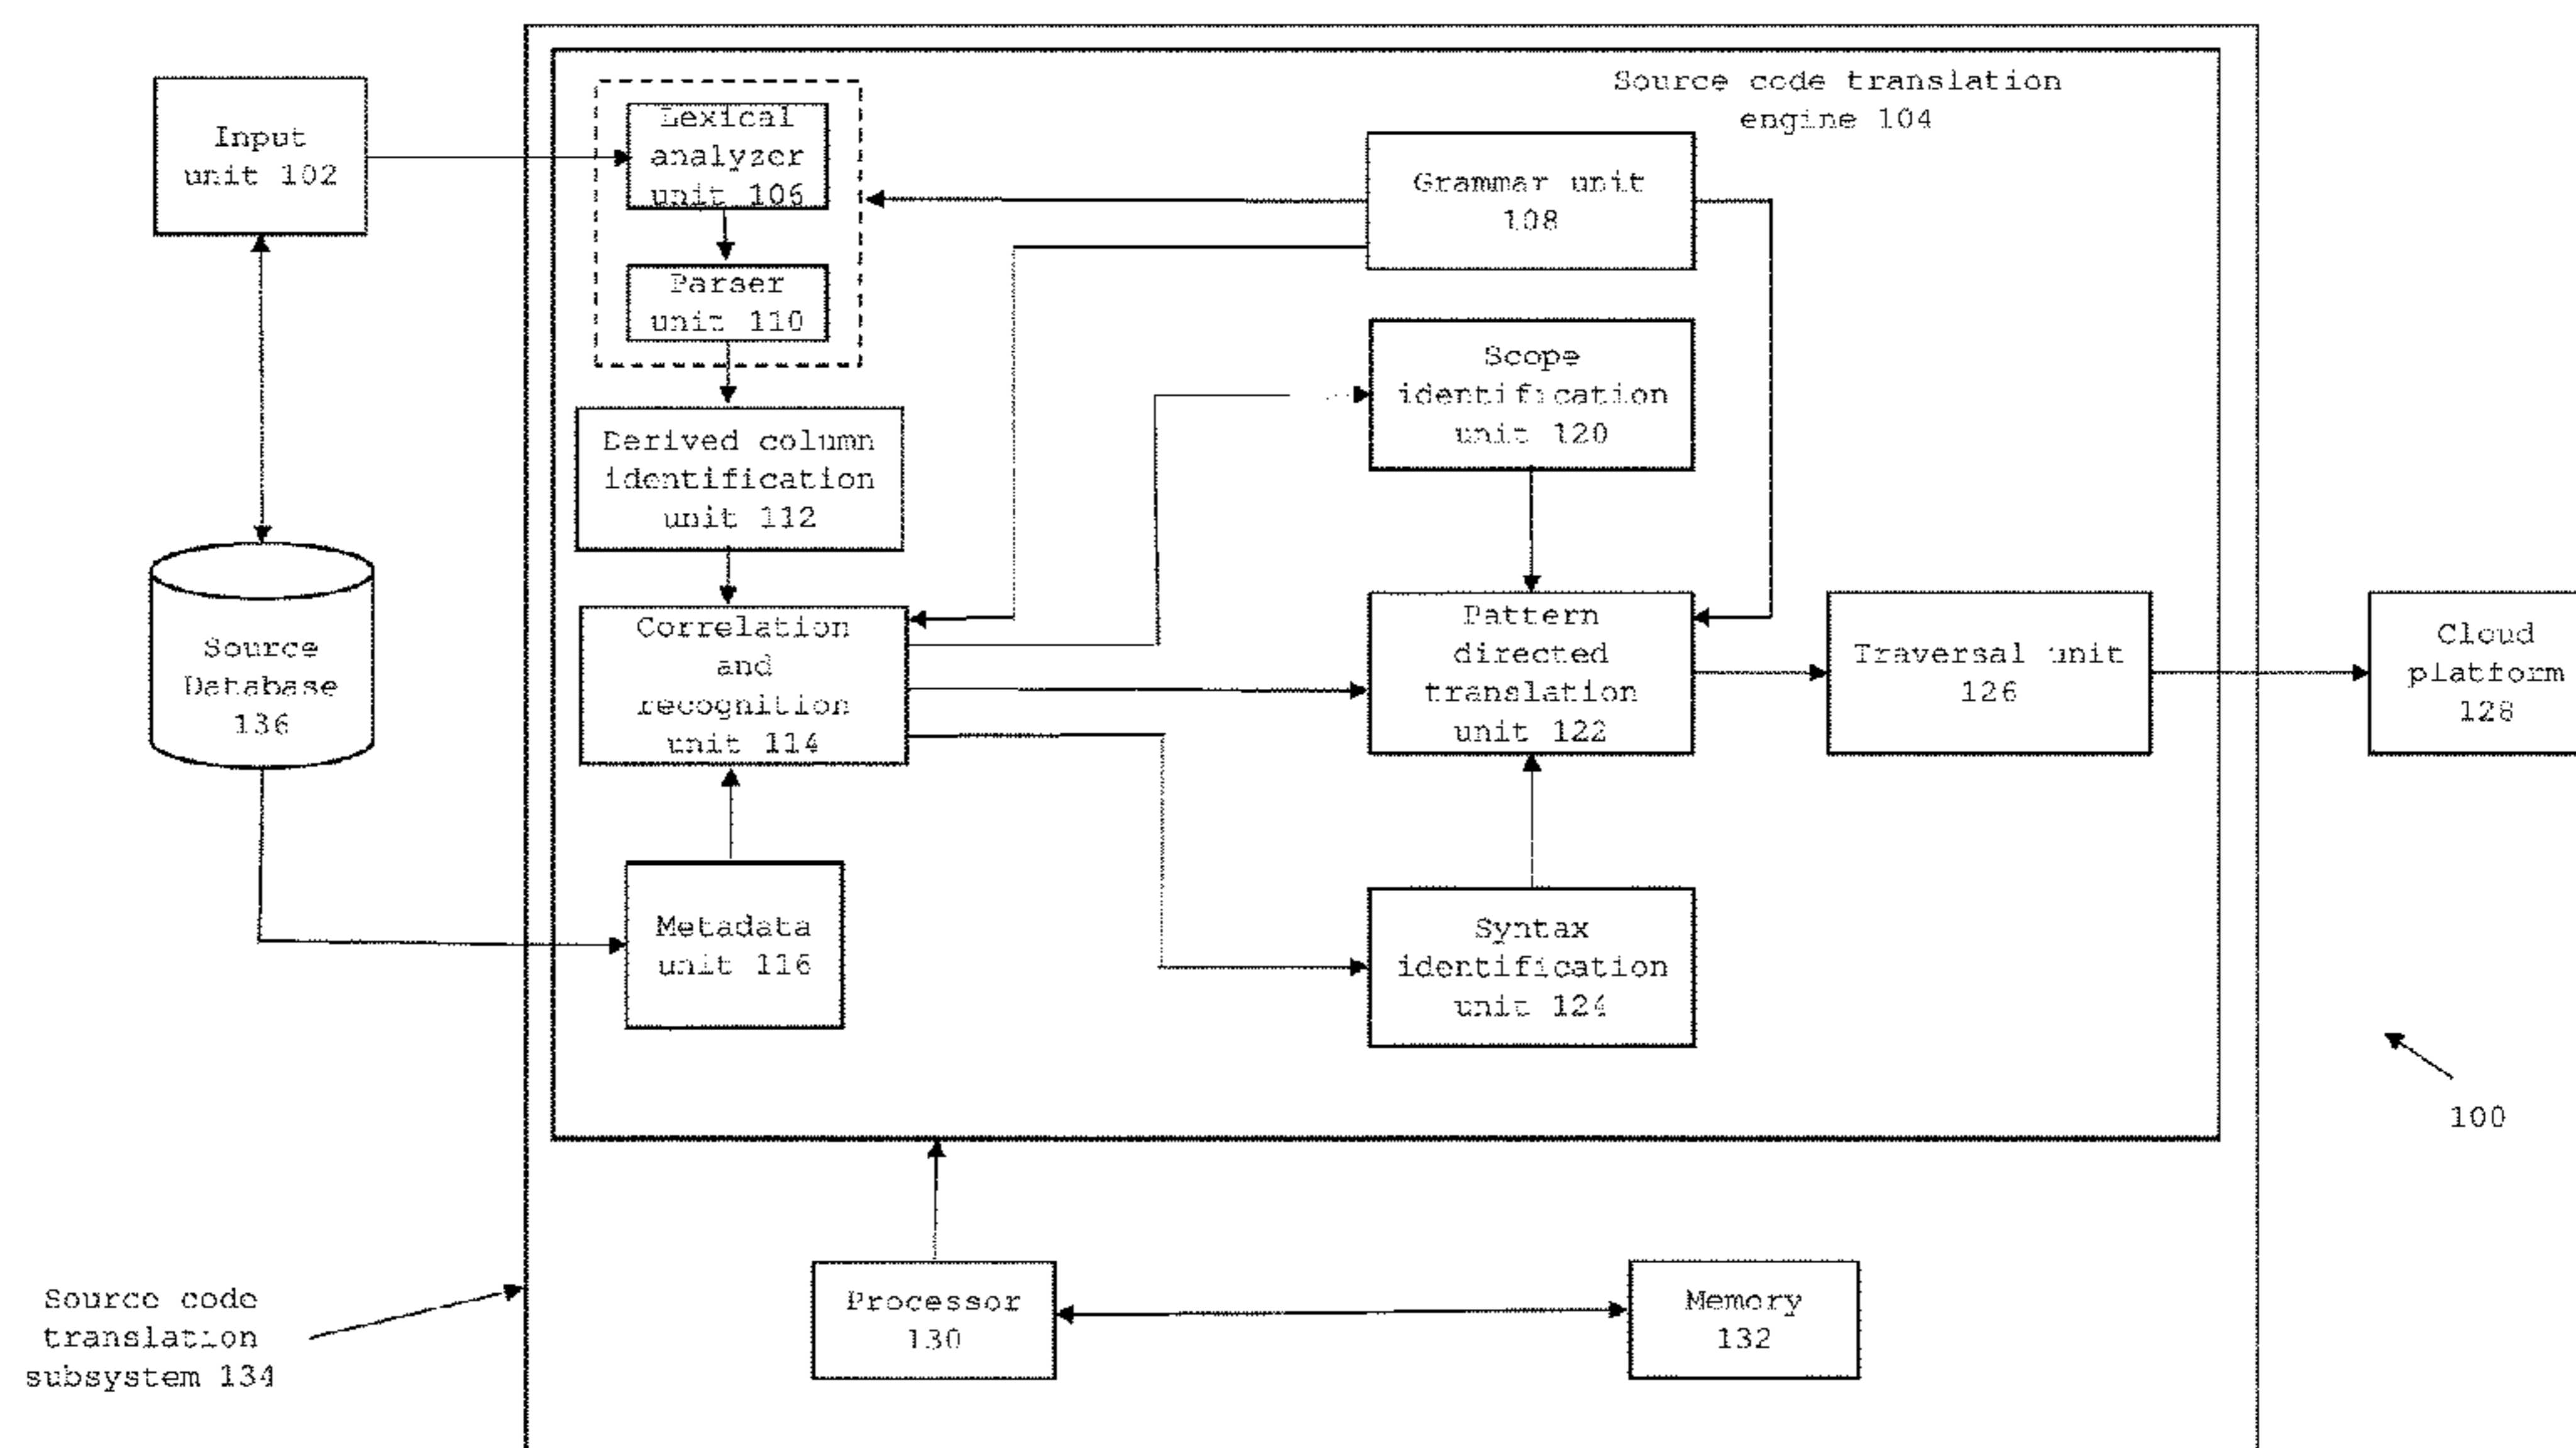 Source code translation
engine 104
Input
unit 102
Lexical
analyzer
unit 106
Grammar unit
108
Parser
unit 110
Scope
identification
unit 120
Derived column
identification
unit 112
Source
Database
136
Correlation
and
recognition
unit 114
Pattern
directed
translation
unit 122
Traversal unit
126
Cloud
platform
128
Metadata
unit 116
Syntax
identification
unit 124
100
Source code
translation
subsystem 134
Processor
130
Memory
132